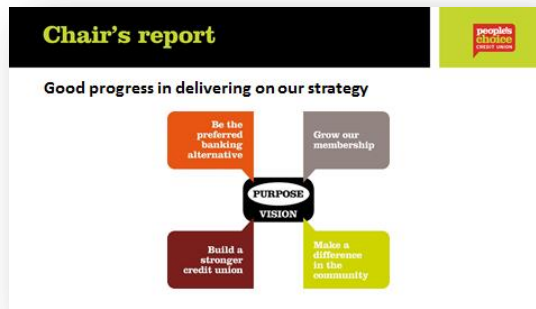 Chair's report
people's
choice
CREDIT UNION
Good progress in delivering on our strategy
Be the
preferred
banking
alternative
Grow our
membership
PURPOSE
VISION
Build a
stronger
credit union
Make a
difference
in the
community